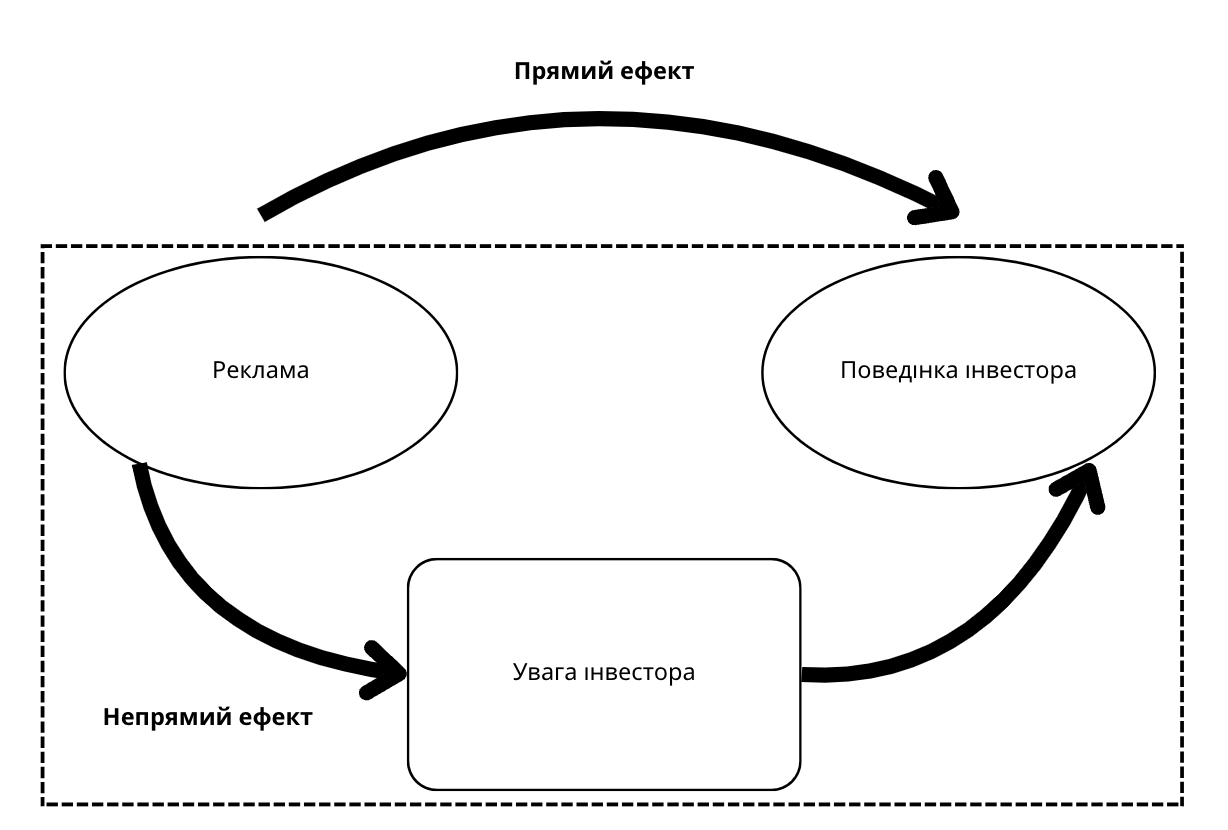 Прямий ефект
Реклама
Поведінка інвестора
Увага інвестора
Непрямий ефект